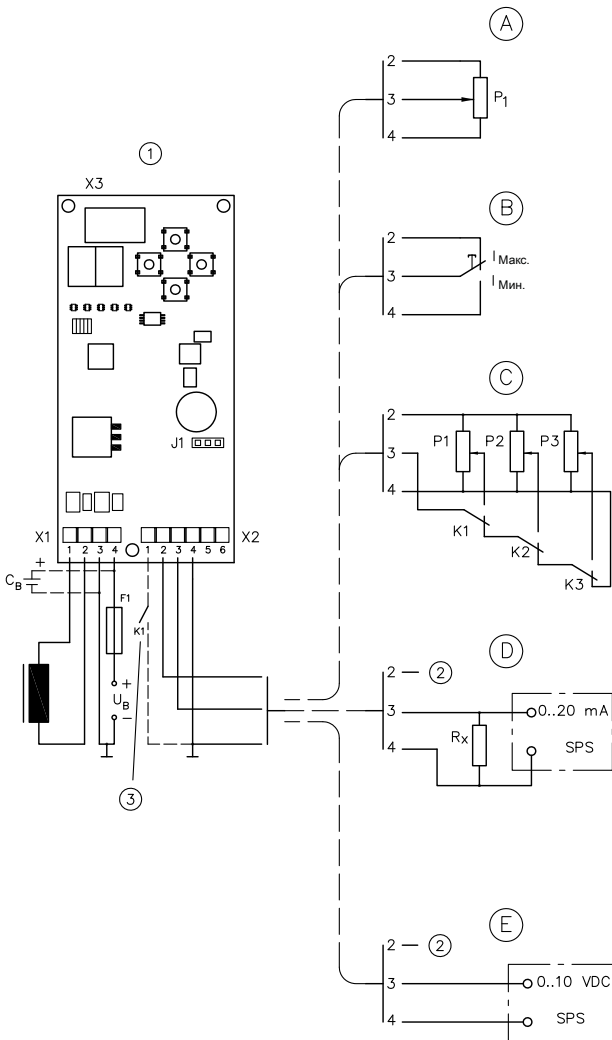 A
2
3
P1
4
1
X3
B
2
IМакс.
3
IМин.
4
C
2
P1 P2 P3
3
4
J1
K1
K2
K3
X1 X2
1 2 3 4 1 2 3 4 5 6
+
CB
F1
K1
+
UB
−
3
D
2 — 2
3
0..20 mA
Rx
SPS
4
E
2 — 2
3
0..10 VDC
4
SPS